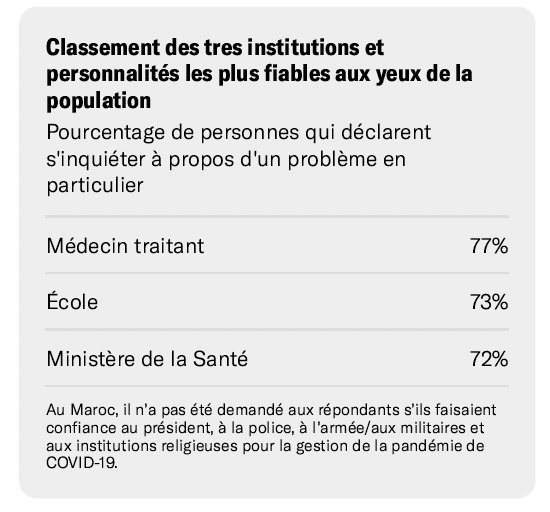 Classement des tres institutions et
personnalités les plus fiables aux yeux de la
population
Pourcentage de personnes qui déclarent
s'inquiéter à propos d'un problème en
particulier
Médecin traitant 77%
École 73%
Ministère de la Santé 72%
Au Maroc, il n’a pas été demandé aux répondants s’ils faisaient
confiance au président, à la police, à l’armée/aux militaires et
aux institutions religieuses pour la gestion de la pandémie de
COVID-19.